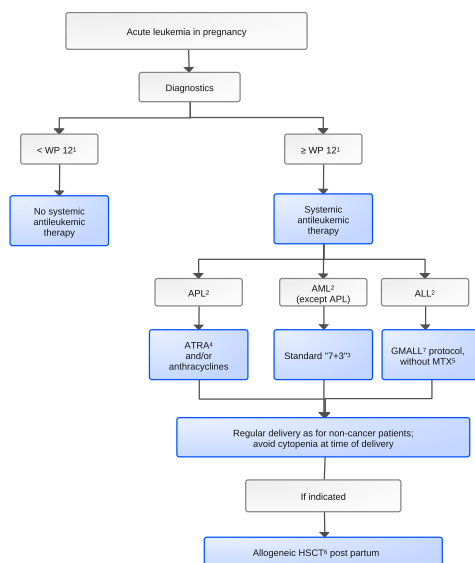 Acute leukemia in pregnancy
Diagnostics
< WP 12¹
≥ WP 12¹
No systemic
antileukemic
therapy
Systemic
antileukemic
therapy
APL²
AML²
(except APL)
ALL²
ATRA⁴
and/or
anthracyclines
Standard "7+3"³
GMALL⁷ protocol,
without MTX⁵
Regular delivery as for non-cancer patients;
avoid cytopenia at time of delivery
If indicated
Allogeneic HSCT⁶ post partum